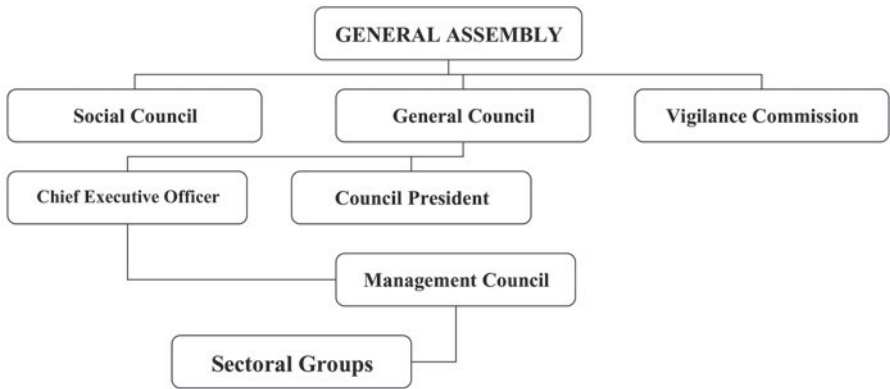 GENERAL ASSEMBLY
Social Council
General Council
Vigilance Commission
Chief Executive Officer
Council President
Management Council
Sectoral Groups